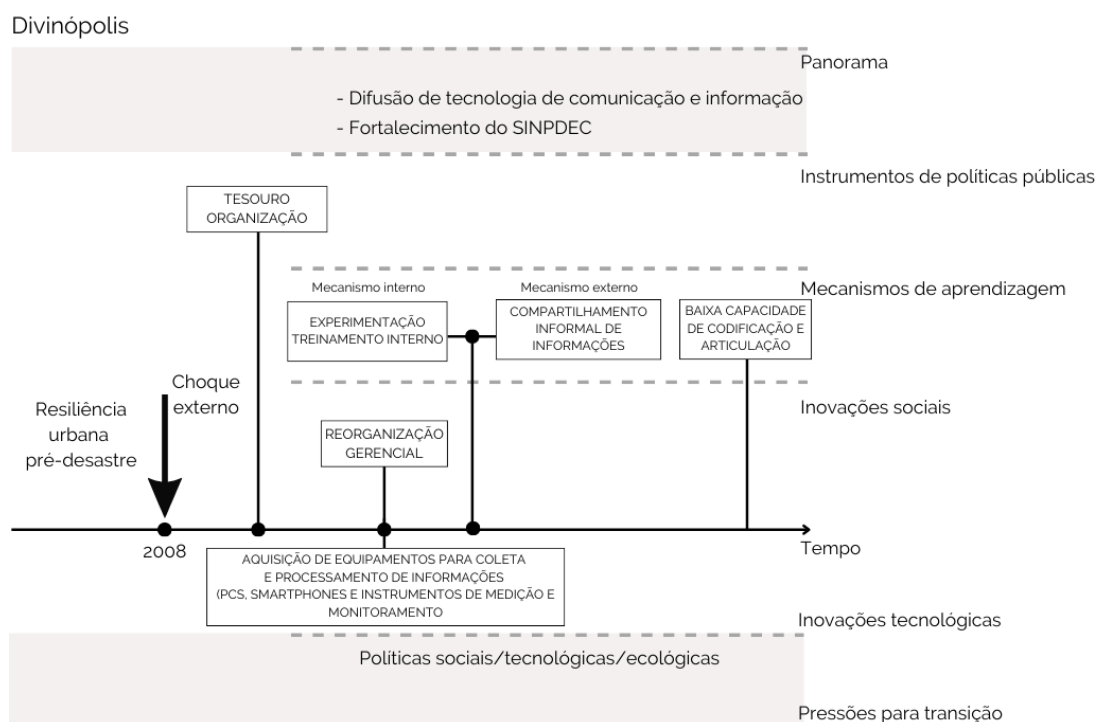 Divinópolis
Panorama
- Difusão de tecnologia de comunicação e informação
- Fortalecimento do SINPDEC
Instrumentos de políticas públicas
TESOURO
ORGANIZAÇÃO
Mecanismos de aprendizagem
Mecanismo interno
EXPERIMENTAÇÃO
TREINAMENTO INTERNO
Mecanismo externo
COMPARTILHAMENTO
INFORMAL DE
INFORMAÇÕES
BAIXA CAPACIDADE
DE CODIFICAÇÃO E
ARTICULAÇÃO
Choque
externo
Resiliência
urbana
pré-desastre
Inovações sociais
REORGANIZAÇÃO
GERENCIAL
2008
Tempo
AQUISIÇÃO DE EQUIPAMENTOS PARA COLETA
E PROCESSAMENTO DE INFORMAÇÕES
(PCS, SMARTPHONES E INSTRUMENTOS DE MEDIÇÃO E
MONITORAMENTO
Inovações tecnológicas
Políticas sociais/tecnológicas/ecológicas
Pressões para transição